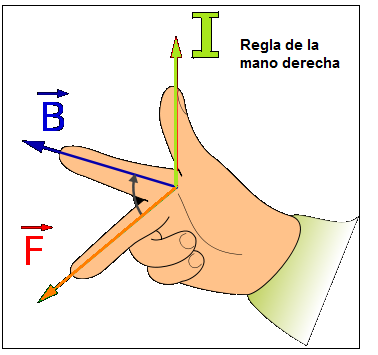 I
Regla de la
mano derecha
B
F